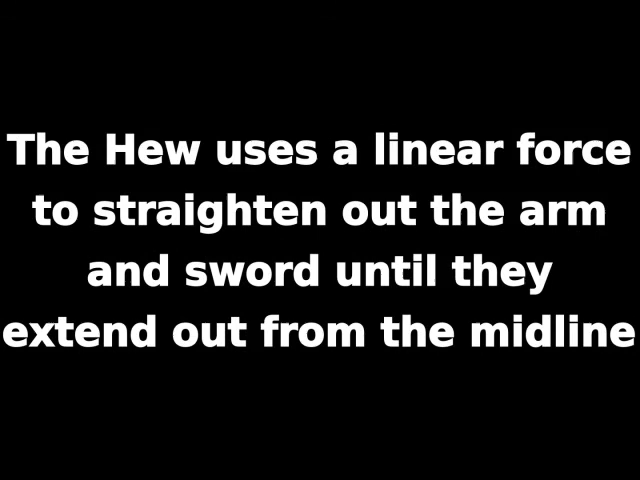 The Hew uses a linear force
to straighten out the arm
and sword until they
extend out from the midline